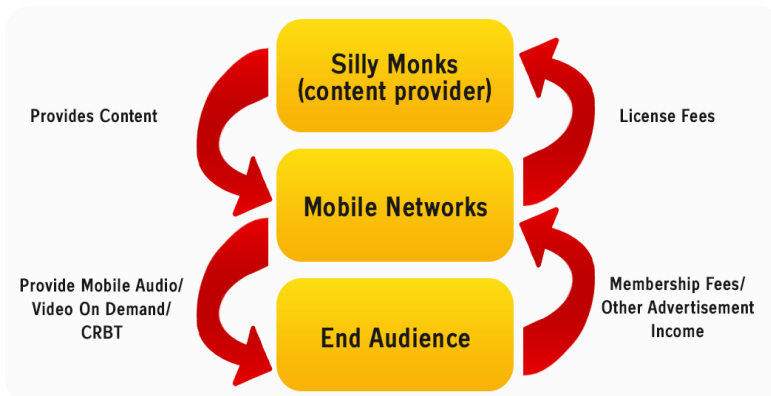 Silly Monks
(content provider)
Provides Content
License Fees
Mobile Networks
Provide Mobile Audio/
Video On Demand/
CRBT
Membership Fees/
Other Advertisement
Income
End Audience